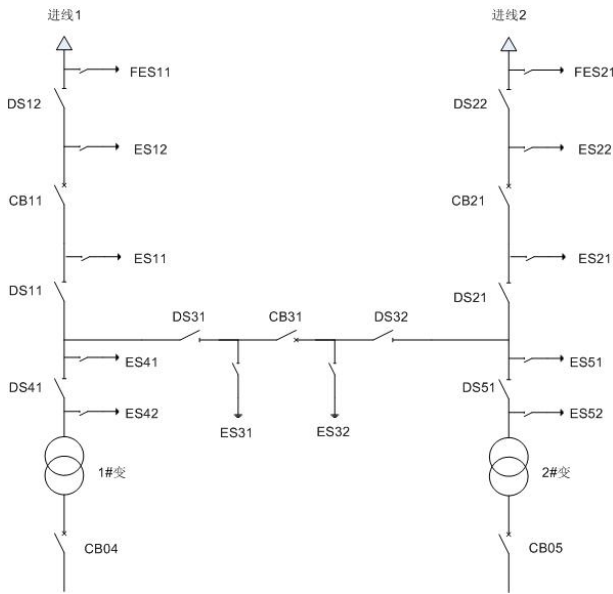 进线1
进线2
FES11
FES21
DS12
DS22
ES12
ES22
CB11
CB21
ES11
ES21
DS11
DS21
DS31
CB31
DS32
ES41
ES51
DS41
DS51
ES42
ES52
ES31
ES32
1#变
2#变
CB04
CB05